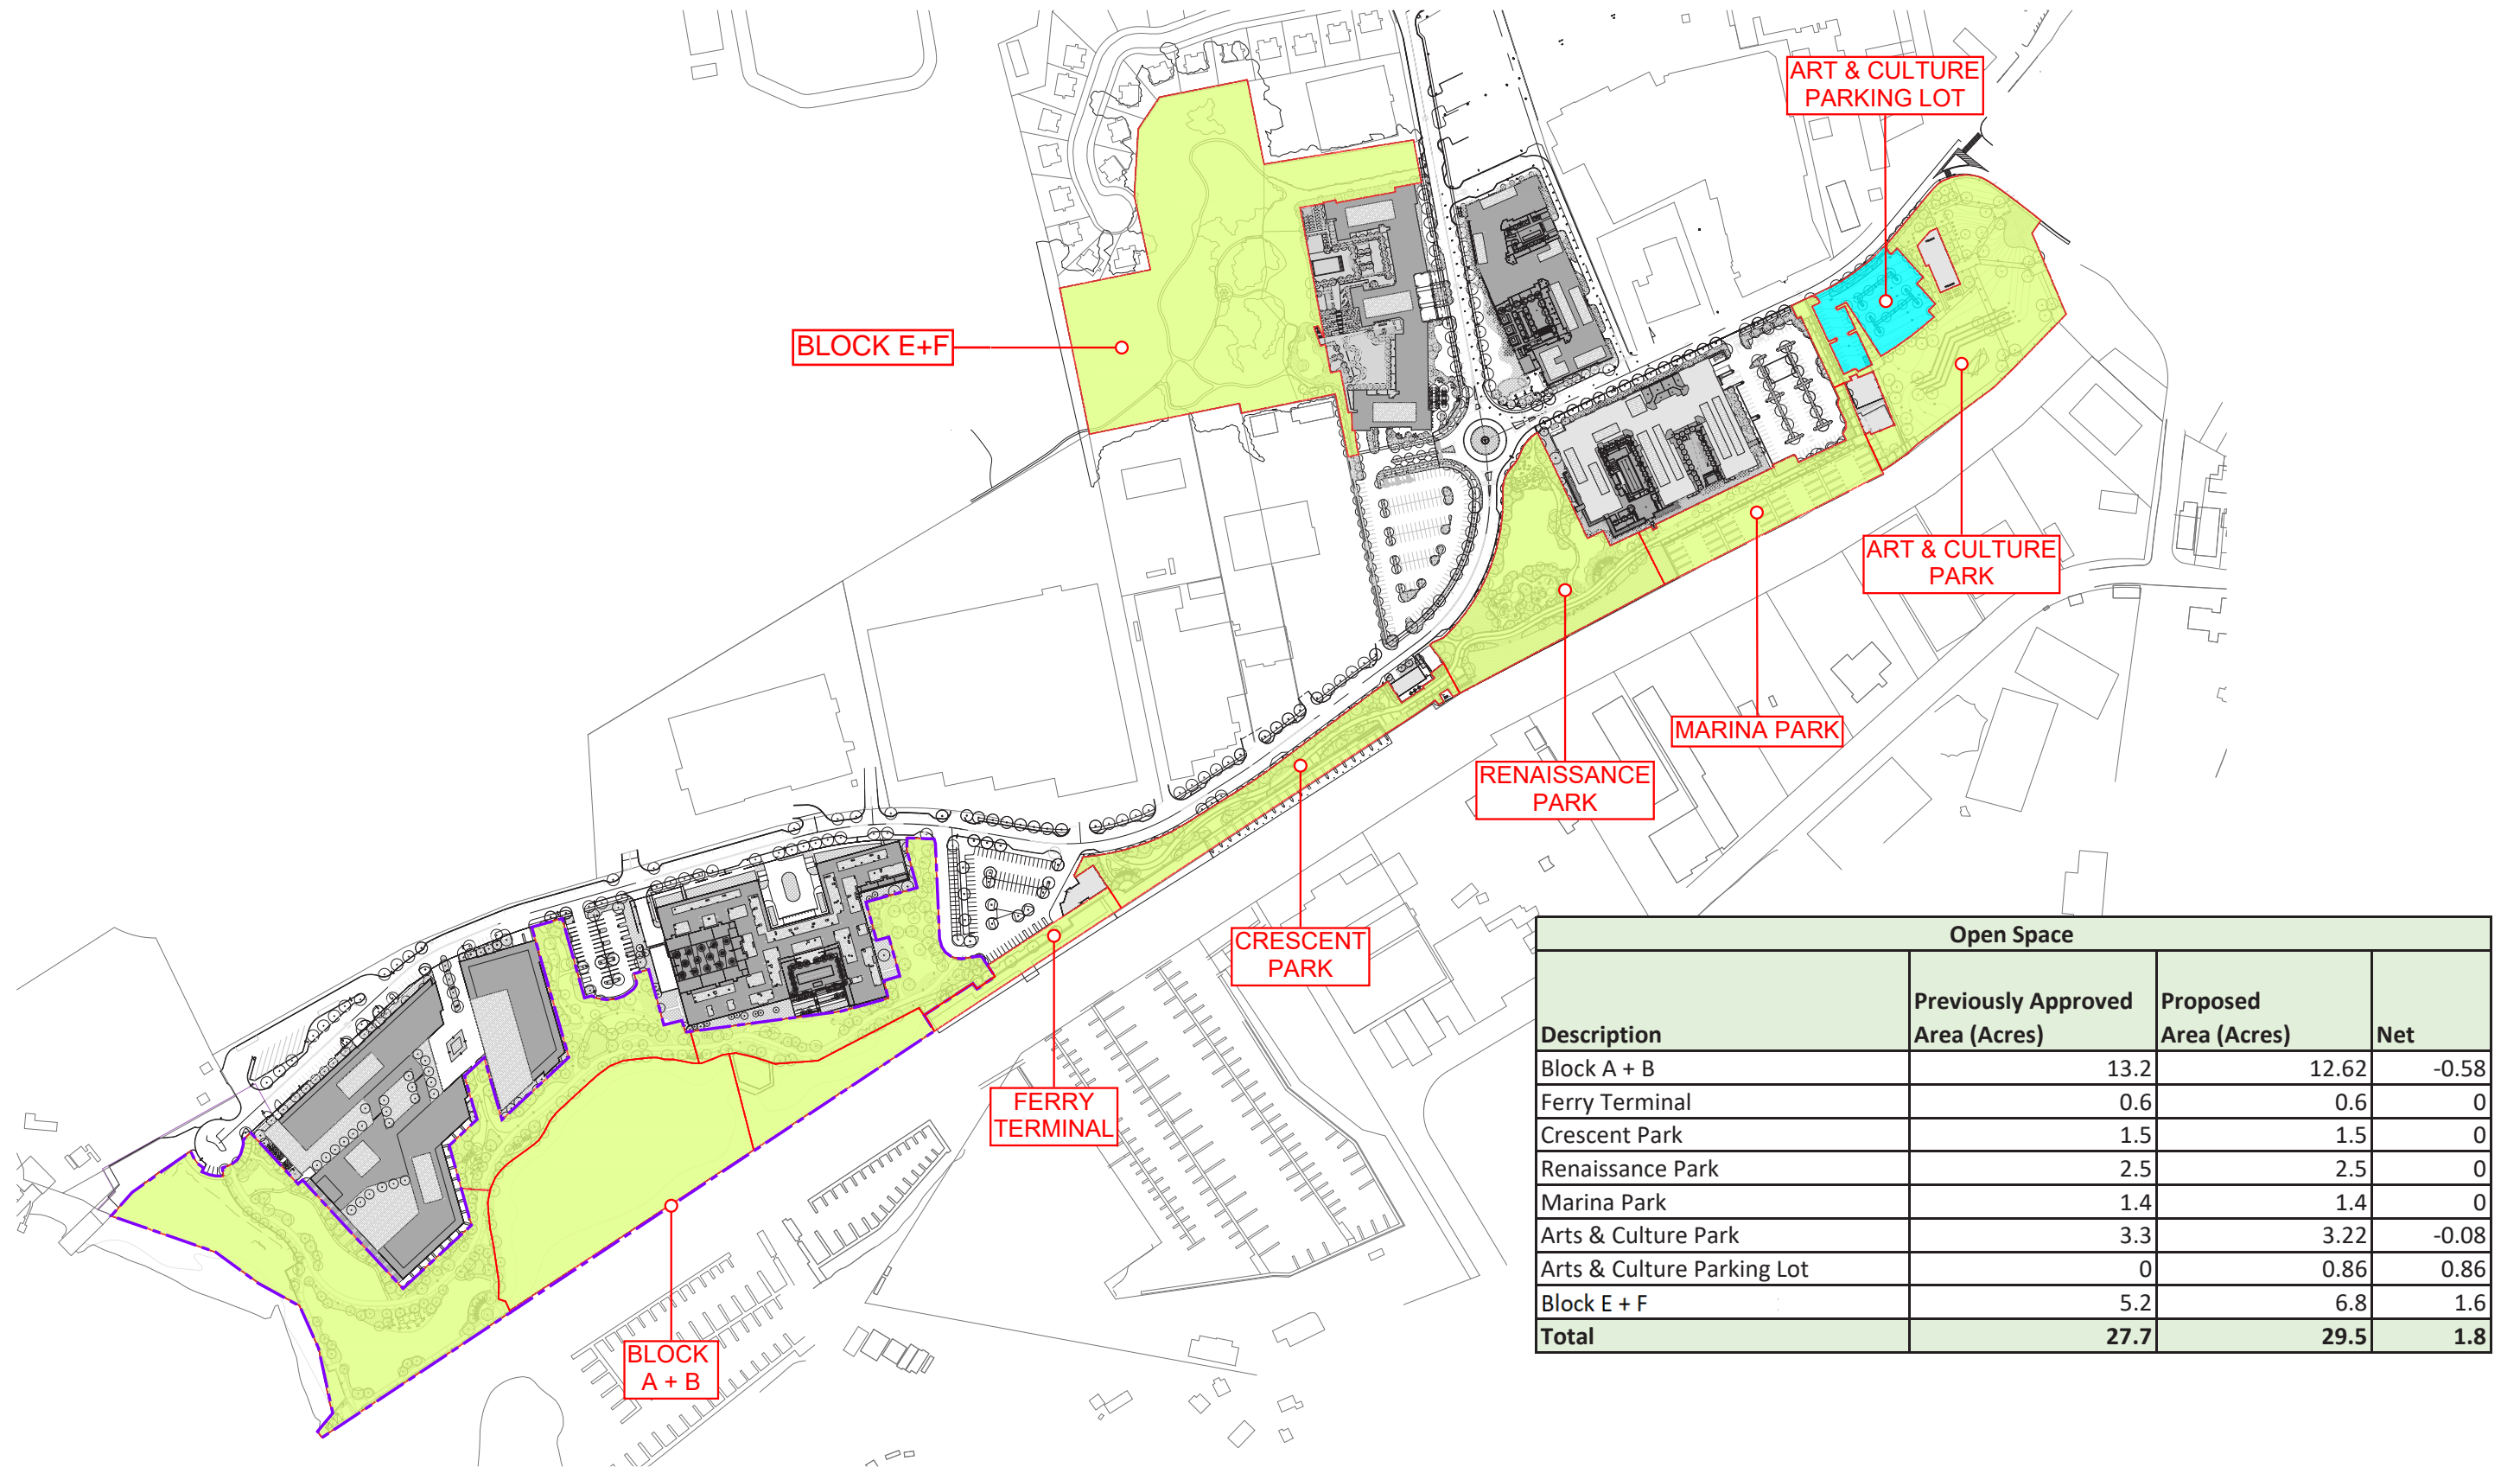 ART & CULTURE
PARKING LOT
BLOCK E+F
ART & CULTURE
PARK
MARINA PARK
RENAISSANCE
PARK
CRESCENT
PARK
FERRY
TERMINAL
BLOCK
A + B
Open Space
Description Previously Approved Area (Acres) Proposed Area (Acres) Net
Block A + B 13.2 12.62 -0.58
Ferry Terminal 0.6 0.6 0
Crescent Park 1.5 1.5 0
Renaissance Park 2.5 2.5 0
Marina Park 1.4 1.4 0
Arts & Culture Park 3.3 3.22 -0.08
Arts & Culture Parking Lot 0 0.86 0.86
Block E + F 5.2 6.8 1.6
Total 27.7 29.5 1.8